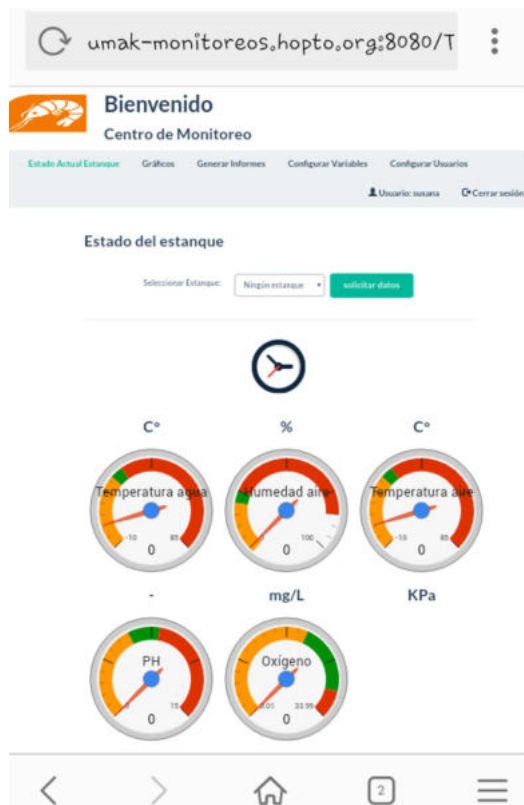 umak-monitoreos.hopto.org:8080/T
Bienvenido
Centro de Monitoreo
Estado Actual Estanque Gráficos Generar Informes Configurar Variables Configurar Usuarios
Usuario: susana Cerrar sesión
Estado del estanque
Seleccionar Estanque: Ningún estanque solicitar datos
C° % C°
Temperatura agua Humedad aire Temperatura aire
-10 85 100 -10 85
0 0 0
- mg/L KPa
PH Oxígeno
15 0.01 33.99
0 0
2